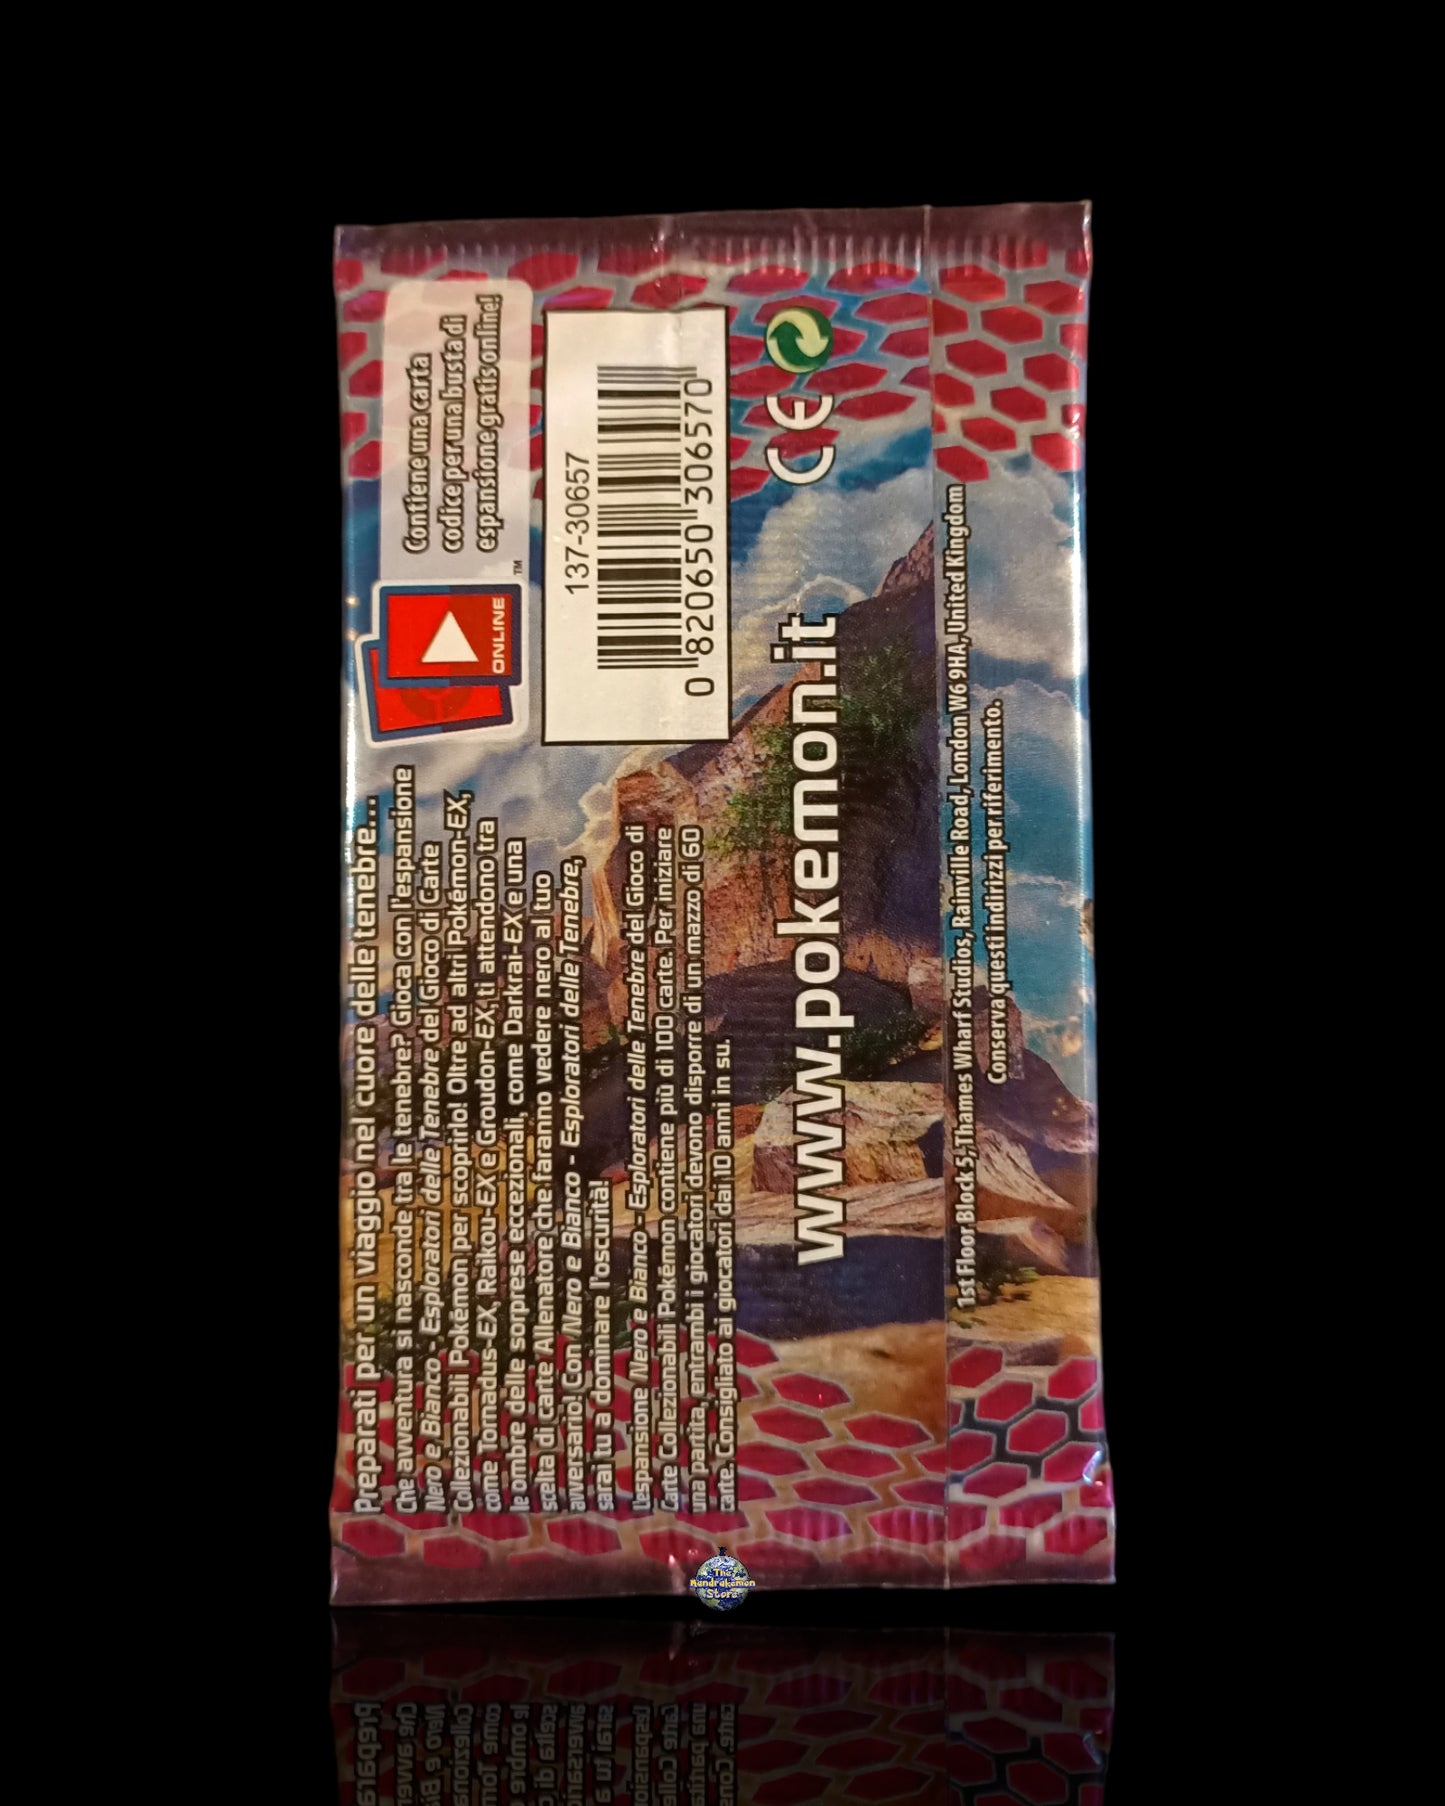 Preparati per un viaggio nel cuore delle tenebre...
Che avventura si nasconde tra le tenebre? Gioca con l'espansione
Nero e Bianco - Esploratori delle Tenebre del Gioco di Carte
Collezionabili Pokémon per scoprirlo! Oltre ad altri Pokémon-EX,
come Tornadus-EX, Raikou-EX e Groudon-EX, ti attendono tra
le ombre delle sorprese eccezionali, come Darkrai-EX e una
scelta di carte Allenatore che faranno vedere nero al tuo
avversario! Con Nero e Bianco - Esploratori delle Tenebre,
sarai tu a dominare l'oscurità!
L'espansione Nero e Bianco - Esploratori delle Tenebre del Gioco di
Carte Collezionabili Pokémon contiene più di 100 carte. Per iniziare
una partita, entrambi i giocatori devono disporre di un mazzo di 60
carte. Consigliato ai giocatori dai 10 anni in su.
ONLINE
TM
Contiene una carta
codice per una busta di
espansione gratis online!
137-30657
0 820650 306570
CE
www.pokemon.it
1st Floor Block 5, Thames Wharf Studios, Rainville Road, London W6 9HA, United Kingdom
Conserva questi indirizzi per riferimento.
The
Mandrakemon
Store